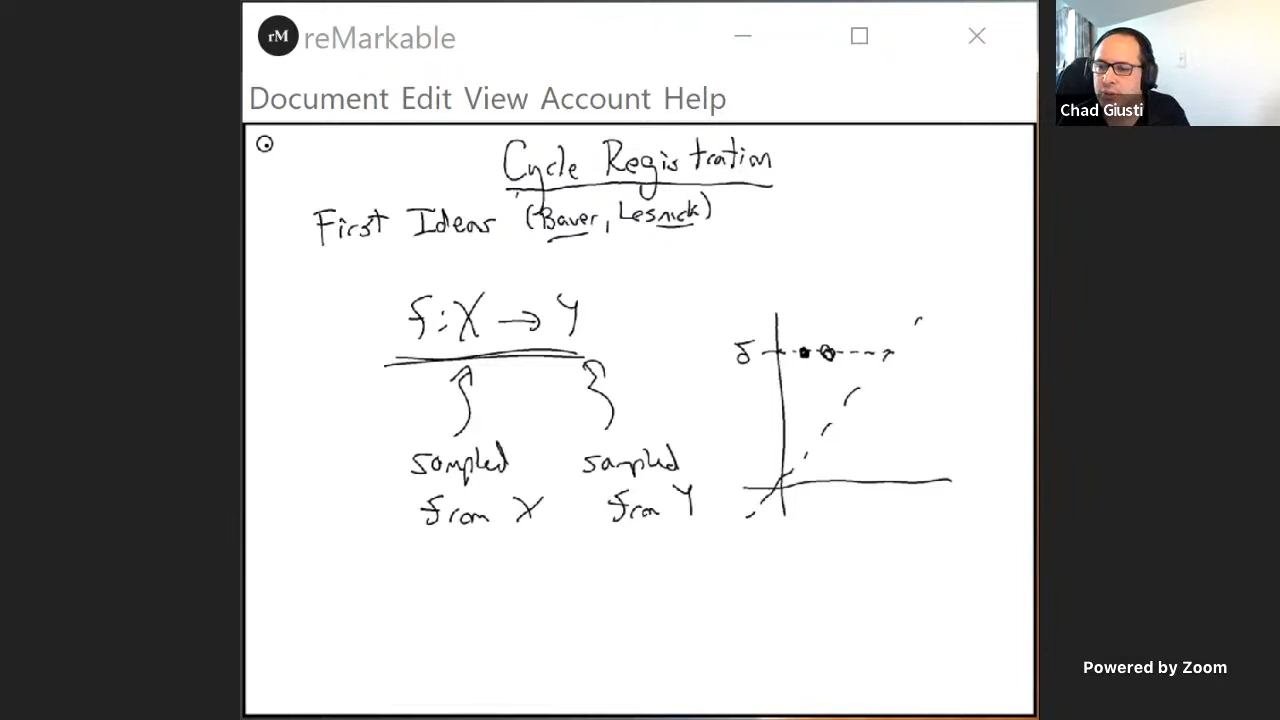 rM reMarkable
Document Edit View Account Help
Chad Giusti
Cycle Registration
First Ideas (Bauer, Lesnick)
f: X → Y
δ
sampled sampled
from X from Y
Powered by Zoom